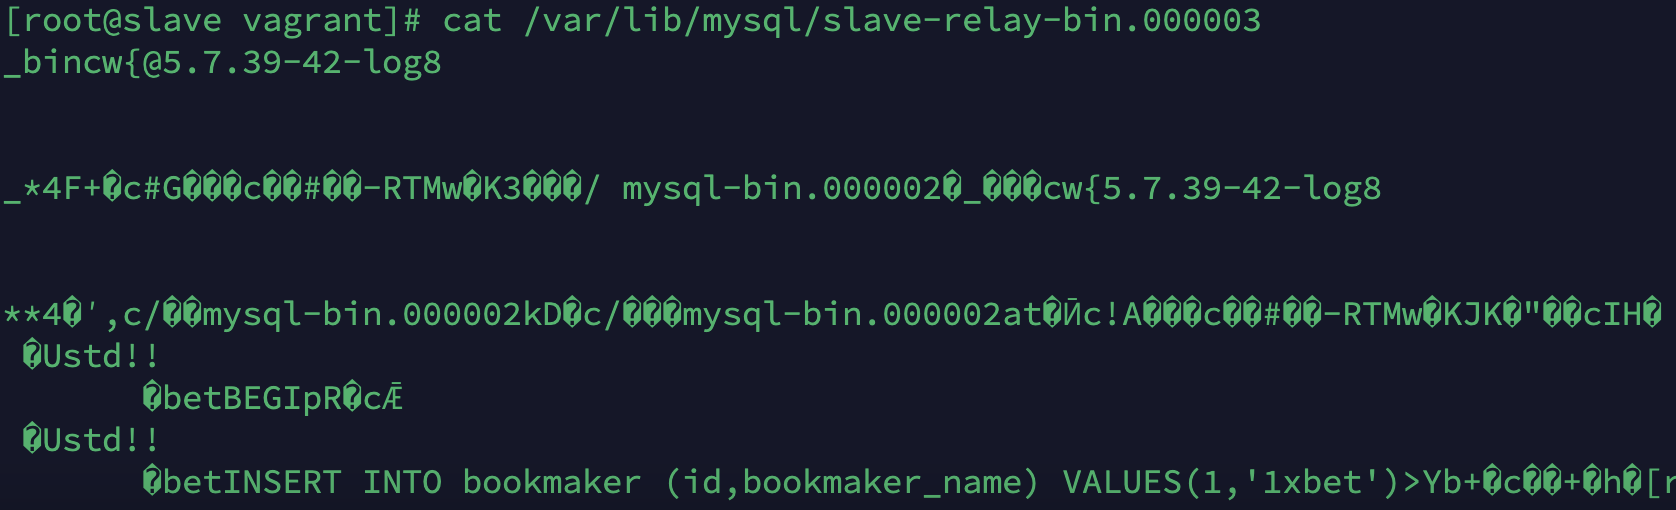 [root@slave vagrant]# cat /var/lib/mysql/slave-relay-bin.000003
_bincw{@5.7.39-42-log8
_*4F+�c#G���c��#��-RTMw�K3���/ mysql-bin.000002�_���cw{5.7.39-42-log8
**4�',c/��mysql-bin.000002kD�c/���mysql-bin.000002at�Ӣc!A���c��#��-RTMw�KJK�"��cIH�
�Ustd!!
�betBEGIpR�cǢ
�Ustd!!
�betINSERT INTO bookmaker (id,bookmaker_name) VALUES(1,'1xbet')>Yb+�c��+�h�[r